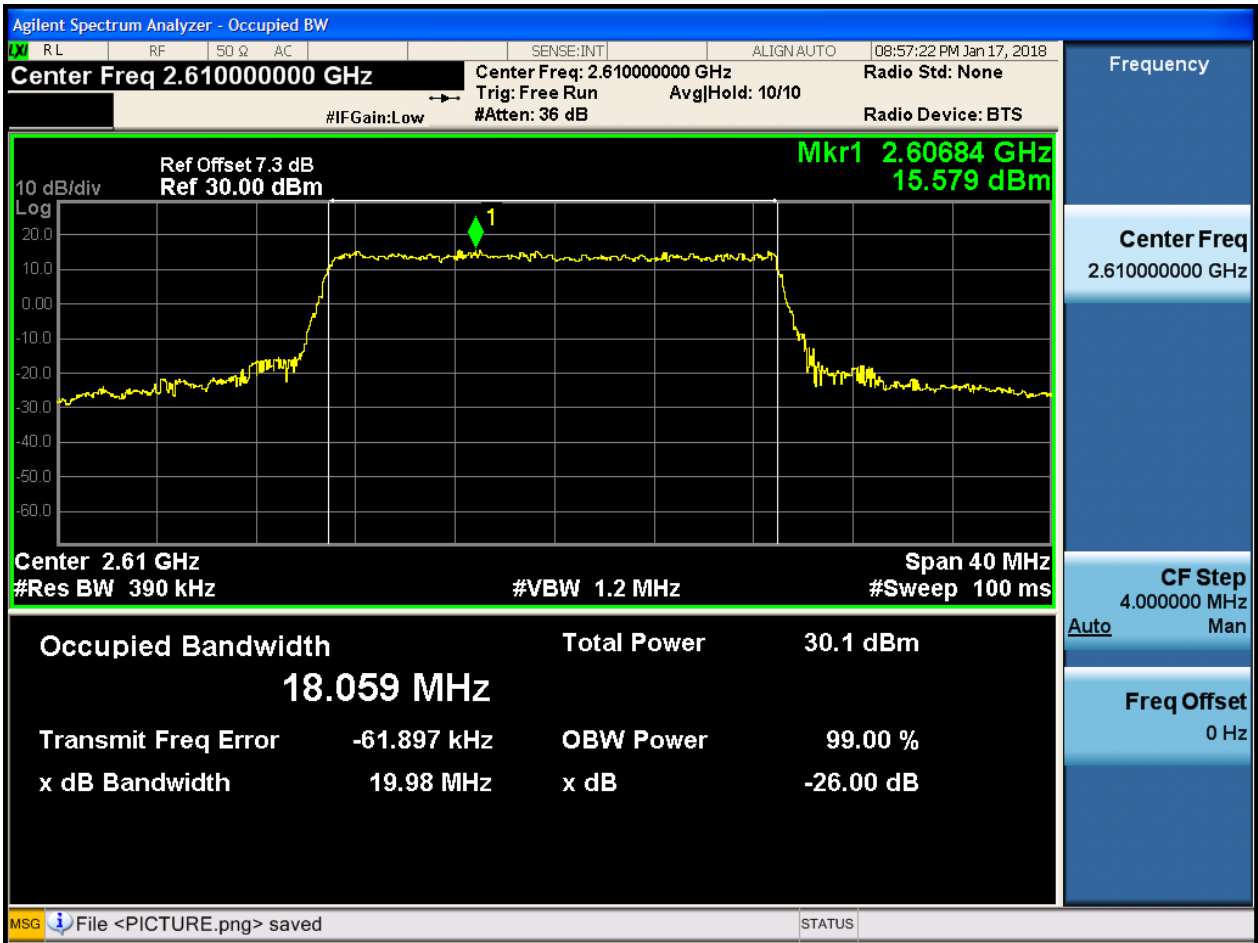 Agilent Spectrum Analyzer - Occupied BW
LXI RL RF 50 Ω AC SENSE:INT ALIGN AUTO 08:57:22 PM Jan 17, 2018
Center Freq 2.610000000 GHz Center Freq: 2.610000000 GHz Radio Std: None
Trig: Free Run Avg|Hold: 10/10
#IFGain:Low #Atten: 36 dB Radio Device: BTS
Mkr1 2.60684 GHz
15.579 dBm
Ref Offset 7.3 dB
10 dB/div Ref 30.00 dBm
Log
1
20.0
10.0
0.00
-10.0
-20.0
-30.0
-40.0
-50.0
-60.0
Center 2.61 GHz Span 40 MHz
#Res BW 390 kHz #VBW 1.2 MHz #Sweep 100 ms
Occupied Bandwidth Total Power 30.1 dBm
18.059 MHz
Transmit Freq Error -61.897 kHz OBW Power 99.00 %
x dB Bandwidth 19.98 MHz x dB -26.00 dB
Frequency
Center Freq
2.610000000 GHz
CF Step
4.000000 MHz
Auto Man
Freq Offset
0 Hz
MSG File <PICTURE.png> saved STATUS